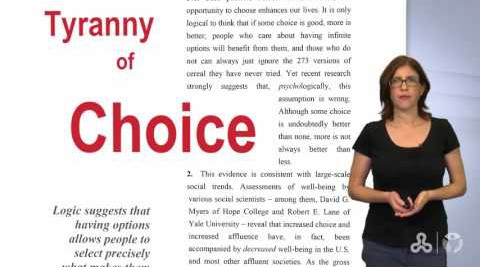 Tyranny
of
Choice
Logic suggests that
having options
allows people to
select precisely
what makes them
opportunity to choose enhances our lives. It is only
logical to think that if some choice is good, more is
better; people who care about having infinite
options will benefit from them, and those who do
not can always just ignore the 273 versions of
cereal they have never tried. Yet recent research
strongly suggests that, psychologically, this
assumption is wrong.
Although some choice
is undoubtedly better
than none, more is not
always better than
less.
2. This evidence is consistent with large-scale
social trends. Assessments of well-being by
various social scientists – among them, David G.
Myers of Hope College and Robert E. Lane of
Yale University – reveal that increased choice and
increased affluence have, in fact, been
accompanied by decreased well-being in the U.S.
and most other affluent societies. As the gross